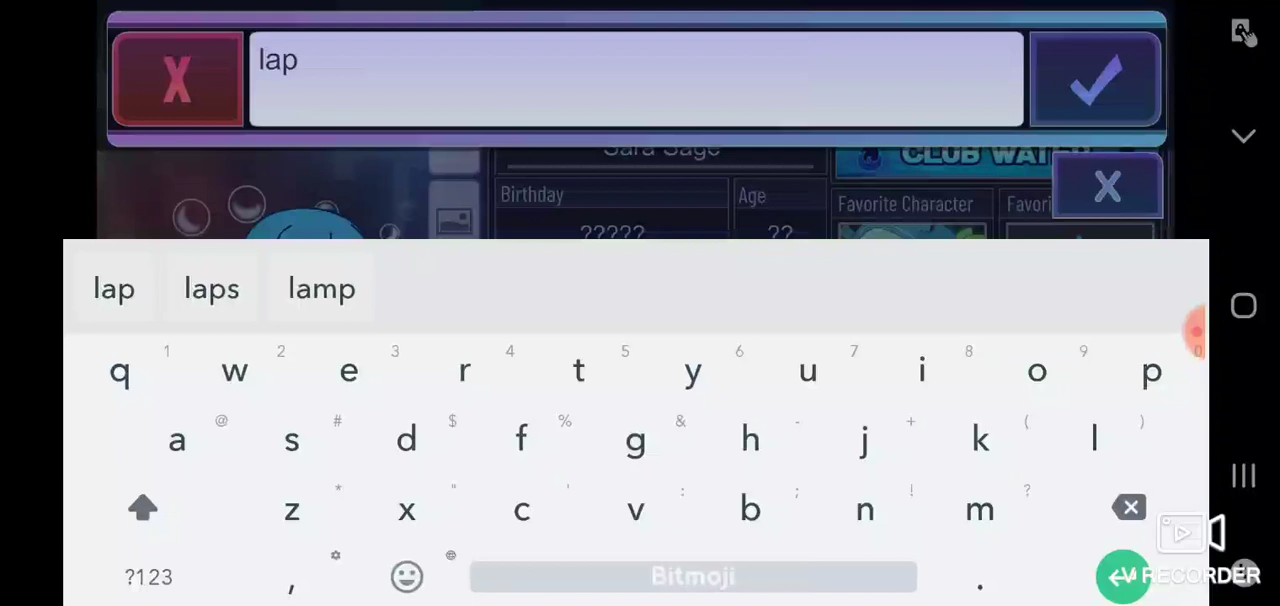 X
lap
Sara Sage
CLUB WATER
X
Birthday
Age
Favorite Character
Favori
?????
??
lap
laps
lamp
1 2 3 4 5 6 7 8 9 0
q w e r t y u i o p
@ # $ % & - + ( )
a s d f g h j k l
* " ' : ; ! ?
z x c v b n m
?123
,
Bitmoji
.
V RECORDER